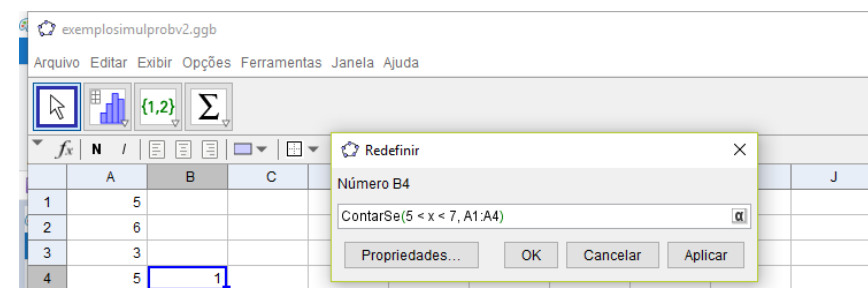 exemplosimulprobv2.ggb
Arquivo Editar Exibir Opções Ferramentas Janela Ajuda
{1,2} Σ
fx N I
Redefinir
Número B4
ContarSe(5 < x < 7, A1:A4)
α
Propriedades... OK Cancelar Aplicar
A B C J
1 5
2 6
3 3
4 5 1